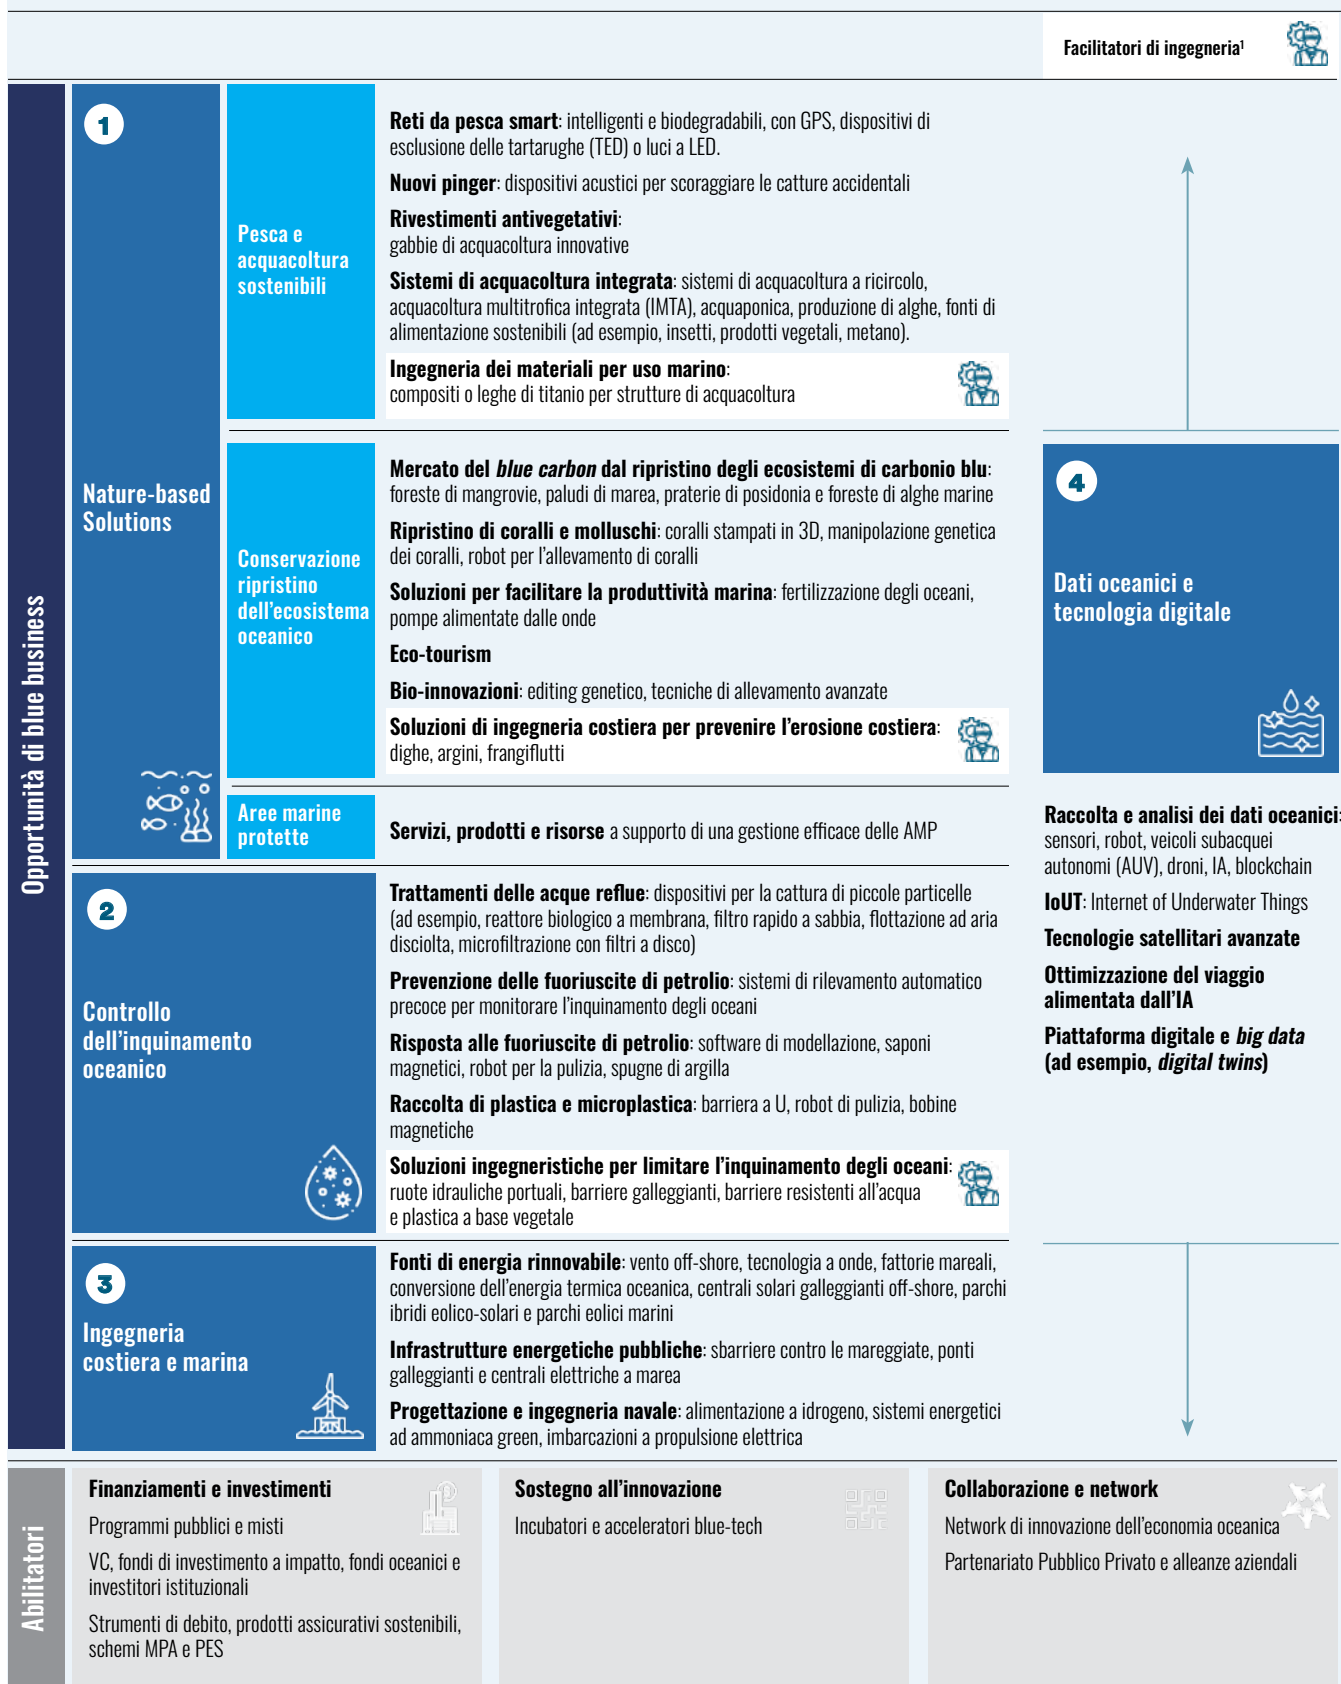 Facilitatori di ingegneria¹
Opportunità di blue business
1
Nature-based
Solutions
Pesca e
acquacoltura
sostenibili
Reti da pesca smart: intelligenti e biodegradabili, con GPS, dispositivi di
esclusione delle tartarughe (TED) o luci a LED.
Nuovi pinger: dispositivi acustici per scoraggiare le catture accidentali
Rivestimenti antivegetativi:
gabbie di acquacoltura innovative
Sistemi di acquacoltura integrata: sistemi di acquacoltura a ricircolo,
acquacoltura multitrofica integrata (IMTA), acquaponica, produzione di alghe, fonti di
alimentazione sostenibili (ad esempio, insetti, prodotti vegetali, metano).
Ingegneria dei materiali per uso marino:
compositi o leghe di titanio per strutture di acquacoltura
Conservazione
ripristino
dell'ecosistema
oceanico
Mercato del blue carbon dal ripristino degli ecosistemi di carbonio blu:
foreste di mangrovie, paludi di marea, praterie di posidonia e foreste di alghe marine
Ripristino di coralli e molluschi: coralli stampati in 3D, manipolazione genetica
dei coralli, robot per l'allevamento di coralli
Soluzioni per facilitare la produttività marina: fertilizzazione degli oceani,
pompe alimentate dalle onde
Eco-tourism
Bio-innovazioni: editing genetico, tecniche di allevamento avanzate
Soluzioni di ingegneria costiera per prevenire l'erosione costiera:
dighe, argini, frangiflutti
Aree marine
protette
Servizi, prodotti e risorse a supporto di una gestione efficace delle AMP
2
Controllo
dell'inquinamento
oceanico
Trattamenti delle acque reflue: dispositivi per la cattura di piccole particelle
(ad esempio, reattore biologico a membrana, filtro rapido a sabbia, flottazione ad aria
disciolta, microfiltrazione con filtri a disco)
Prevenzione delle fuoriuscite di petrolio: sistemi di rilevamento automatico
precoce per monitorare l'inquinamento degli oceani
Risposta alle fuoriuscite di petrolio: software di modellazione, saponi
magnetici, robot per la pulizia, spugne di argilla
Raccolta di plastica e microplastica: barriera a U, robot di pulizia, bobine
magnetiche
Soluzioni ingegneristiche per limitare l'inquinamento degli oceani:
ruote idrauliche portuali, barriere galleggianti, barriere resistenti all'acqua
e plastica a base vegetale
3
Ingegneria
costiera e marina
Fonti di energia rinnovabile: vento off-shore, tecnologia a onde, fattorie mareali,
conversione dell'energia termica oceanica, centrali solari galleggianti off-shore, parchi
ibridi eolico-solari e parchi eolici marini
Infrastrutture energetiche pubbliche: sbarriere contro le mareggiate, ponti
galleggianti e centrali elettriche a marea
Progettazione e ingegneria navale: alimentazione a idrogeno, sistemi energetici
ad ammoniaca green, imbarcazioni a propulsione elettrica
4
Dati oceanici e
tecnologia digitale
Raccolta e analisi dei dati oceanici:
sensori, robot, veicoli subacquei
autonomi (AUV), droni, IA, blockchain
IoUT: Internet of Underwater Things
Tecnologie satellitari avanzate
Ottimizzazione del viaggio
alimentata dall'IA
Piattaforma digitale e big data
(ad esempio, digital twins)
Abilitatori
Finanziamenti e investimenti
Programmi pubblici e misti
VC, fondi di investimento a impatto, fondi oceanici e
investitori istituzionali
Strumenti di debito, prodotti assicurativi sostenibili,
schemi MPA e PES
Sostegno all'innovazione
Incubatori e acceleratori blue-tech
Collaborazione e network
Network di innovazione dell'economia oceanica
Partenariato Pubblico Privato e alleanze aziendali